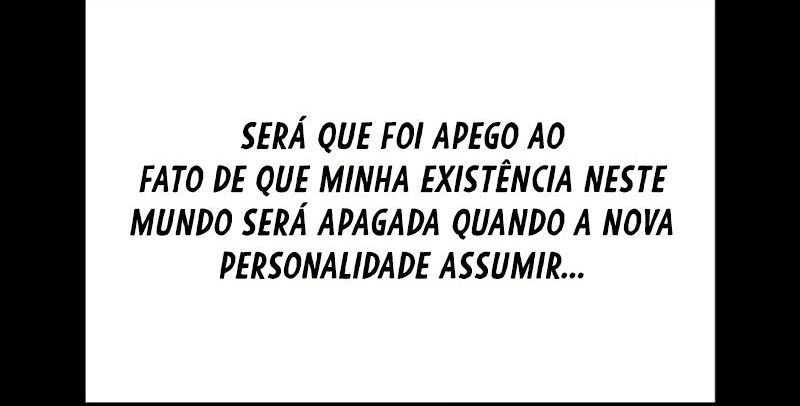 SERÁ QUE FOI APEGO AO
FATO DE QUE MINHA EXISTÊNCIA NESTE
MUNDO SERÁ APAGADA QUANDO A NOVA
PERSONALIDADE ASSUMIR...